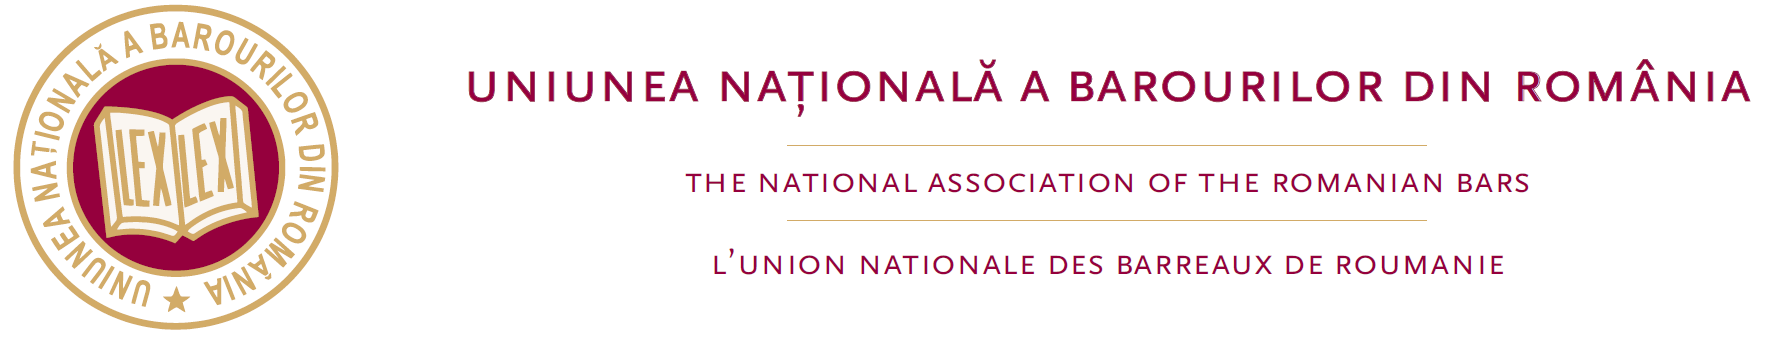 UNIUNEA NAȚIONALĂ A BAROURILOR DIN ROMÂNIA
LEX LEX
UNIUNEA NAȚIONALĂ A BAROURILOR DIN ROMÂNIA
THE NATIONAL ASSOCIATION OF THE ROMANIAN BARS
L’UNION NATIONALE DES BARREAUX DE ROUMANIE